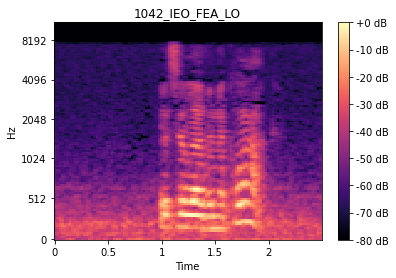 1042_IEO_FEA_LO
8192
4096
2048
1024
512
0
Hz
0
1
1.5
2
0.5
Time
+0 dB
-10 dB
-20 dB
-30 dB
-40 dB
-50 dB
-60 dB
-70 dB
-80 dB